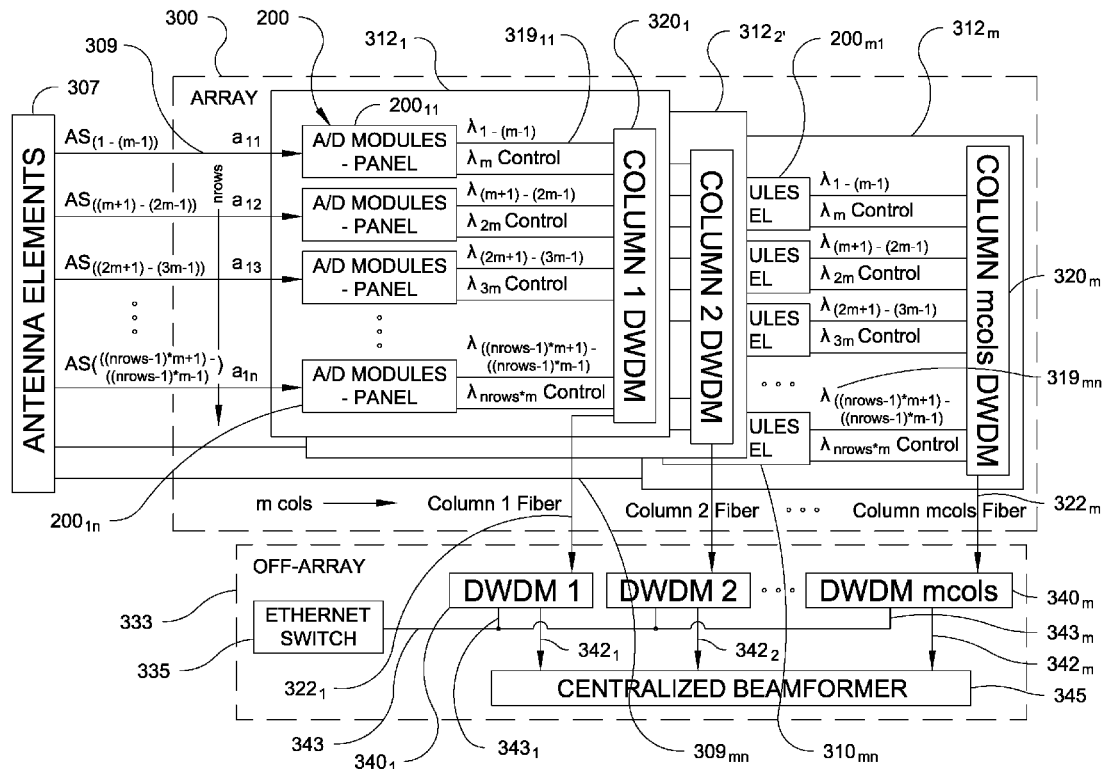 300
309
200
312₁
319₁₁
320₁
312₂'
200ₘ₁
312ₘ
307
ARRAY
ANTENNA ELEMENTS
nrows
AS(1 - (m-1))
a₁₁
AS((m+1) - (2m-1))
a₁₂
AS((2m+1) - (3m-1))
a₁₃
AS(((nrows-1)*m+1) -
((nrows-1)*m-1))
a₁ₙ
200₁₁
A/D MODULES
- PANEL
A/D MODULES
- PANEL
A/D MODULES
- PANEL
A/D MODULES
- PANEL
λ1 - (m-1)
λm Control
λ(m+1) - (2m-1)
λ2m Control
λ(2m+1) - (3m-1)
λ3m Control
λ((nrows-1)*m+1) -
((nrows-1)*m-1)
λnrows*m Control
COLUMN 1 DWDM
COLUMN 2 DWDM
ULES
EL
ULES
EL
ULES
EL
ULES
EL
λ1 - (m-1)
λm Control
λ(m+1) - (2m-1)
λ2m Control
λ(2m+1) - (3m-1)
λ3m Control
λ((nrows-1)*m+1) -
((nrows-1)*m-1)
λnrows*m Control
COLUMN mcols DWDM
320ₘ
319ₘₙ
200₁ₙ
m cols
Column 1 Fiber
Column 2 Fiber
Column mcols Fiber
322ₘ
OFF-ARRAY
333
ETHERNET
SWITCH
335
DWDM 1
DWDM 2
DWDM mcols
340ₘ
343ₘ
342₁
342₂
342ₘ
CENTRALIZED BEAMFORMER
345
322₁
343
340₁
343₁
309ₘₙ
310ₘₙ